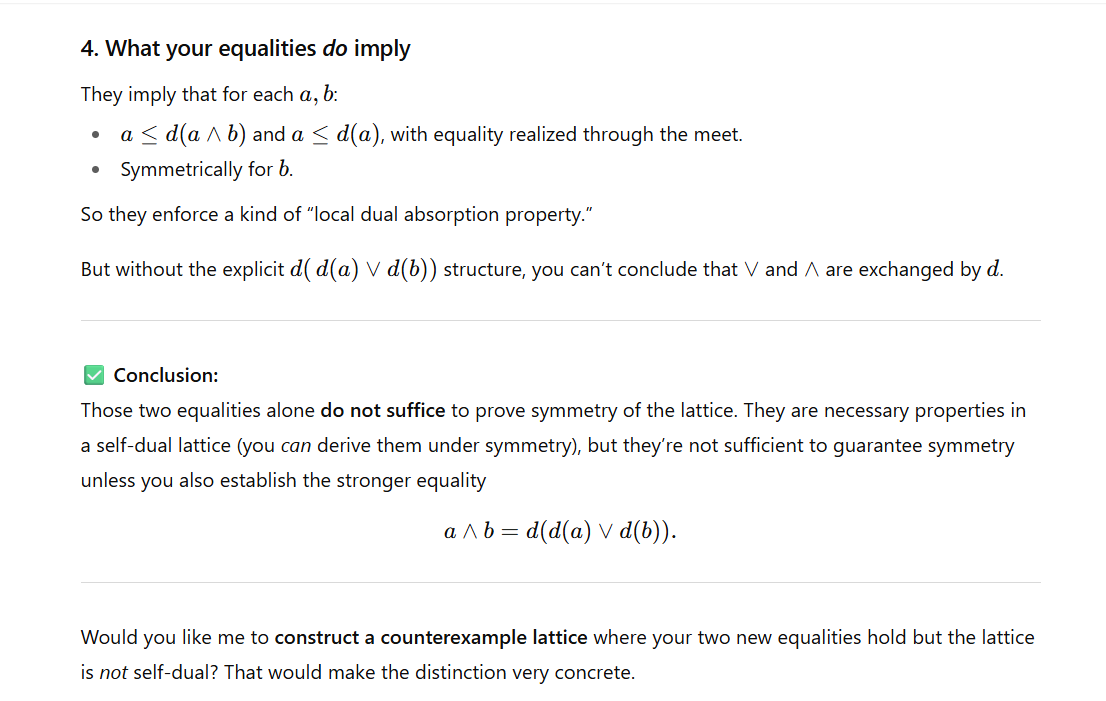 4. What your equalities do imply
They imply that for each a, b:
• a ≤ d(a ∧ b) and a ≤ d(a), with equality realized through the meet.
• Symmetrically for b.
So they enforce a kind of “local dual absorption property.”
But without the explicit d( d(a) ∨ d(b)) structure, you can’t conclude that ∨ and ∧ are exchanged by d.
✅ Conclusion:
Those two equalities alone do not suffice to prove symmetry of the lattice. They are necessary properties in
a self-dual lattice (you can derive them under symmetry), but they’re not sufficient to guarantee symmetry
unless you also establish the stronger equality
a ∧ b = d(d(a) ∨ d(b)).
Would you like me to construct a counterexample lattice where your two new equalities hold but the lattice
is not self-dual? That would make the distinction very concrete.